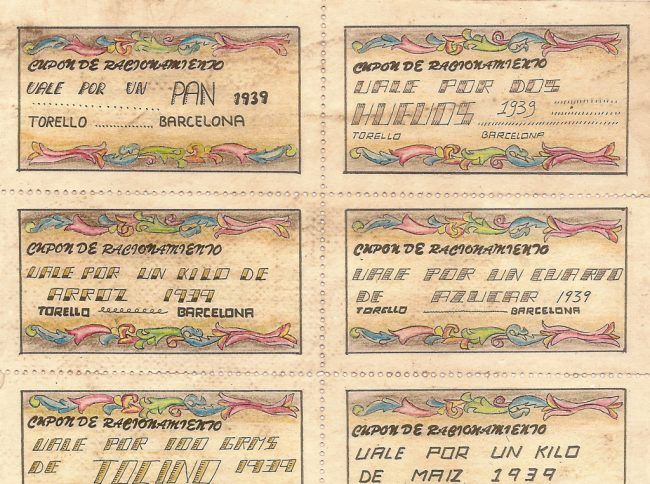 CUPON DE RACIONAMIENTO
VALE POR UN PAN 1939
TORELLO BARCELONA
CUPON DE RACIONAMIENTO
VALE POR DOS
HUEVOS 1939
TORELLO BARCELONA
CUPON DE RACIONAMIENTO
VALE POR UN KILO DE
ARROZ 1939
TORELLO BARCELONA
CUPON DE RACIONAMIENTO
VALE POR UN CUARTO
DE AZUCAR 1939
TORELLO BARCELONA
CUPON DE RACIONAMIENTO
VALE POR 100 GRMS
DE TOCINO 1939
CUPON DE RACIONAMIENTO
VALE POR UN KILO
DE MAIZ 1939